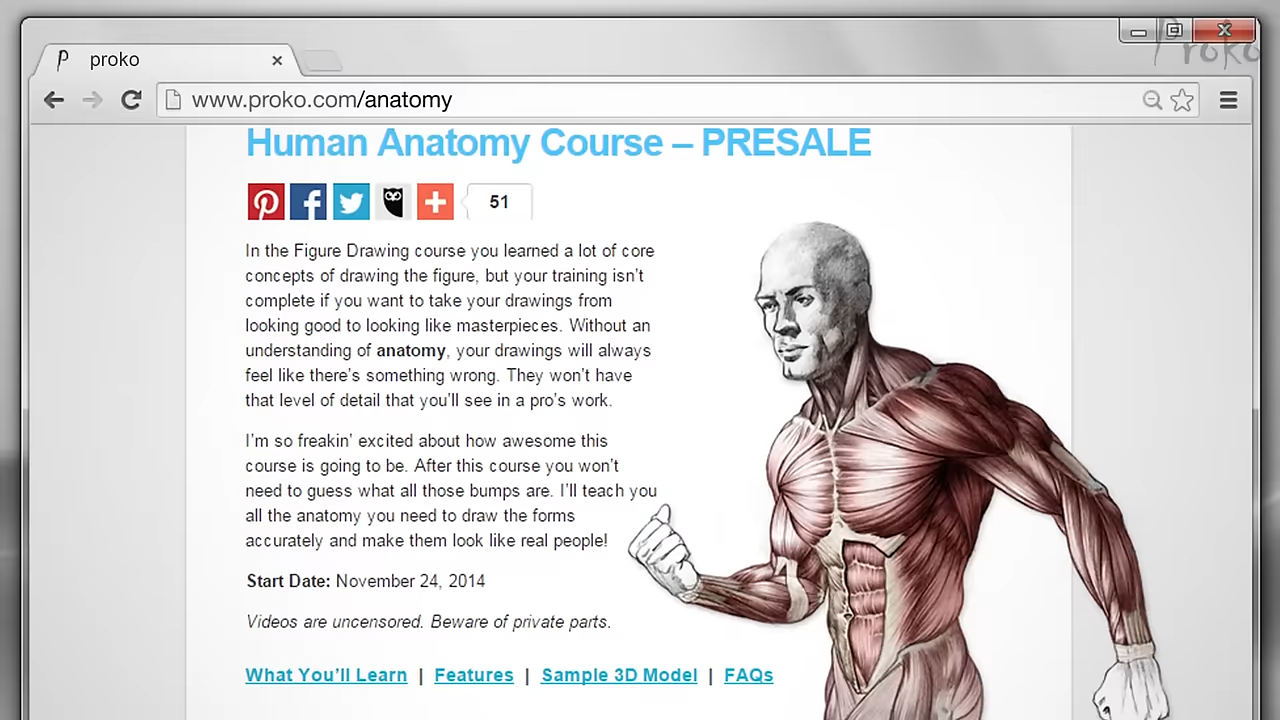 Proko
proko
www.proko.com/anatomy
Human Anatomy Course – PRESALE
51
In the Figure Drawing course you learned a lot of core
concepts of drawing the figure, but your training isn’t
complete if you want to take your drawings from
looking good to looking like masterpieces. Without an
understanding of anatomy, your drawings will always
feel like there’s something wrong. They won’t have
that level of detail that you’ll see in a pro’s work.
I’m so freakin’ excited about how awesome this
course is going to be. After this course you won’t
need to guess what all those bumps are. I’ll teach you
all the anatomy you need to draw the forms
accurately and make them look like real people!
Start Date: November 24, 2014
Videos are uncensored. Beware of private parts.
What You’ll Learn | Features | Sample 3D Model | FAQs